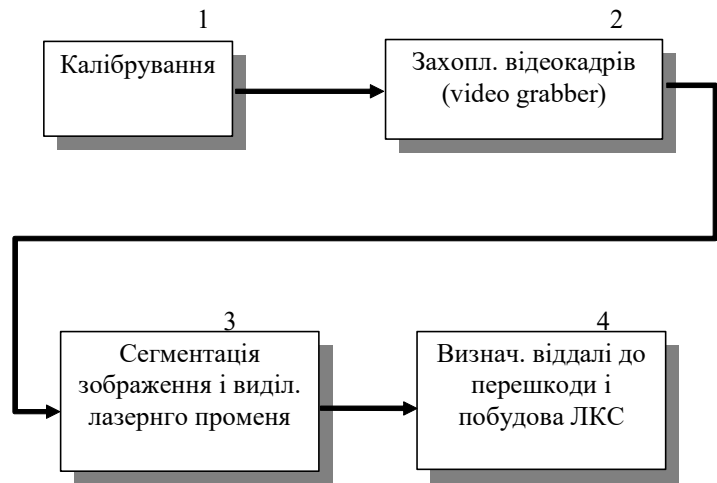 1
Калібрування
2
Захопл. відеокадрів
(video grabber)
3
Сегментація
зображення і виділ.
лазернго променя
4
Визнач. віддалі до
перешкоди і
побудова ЛКС